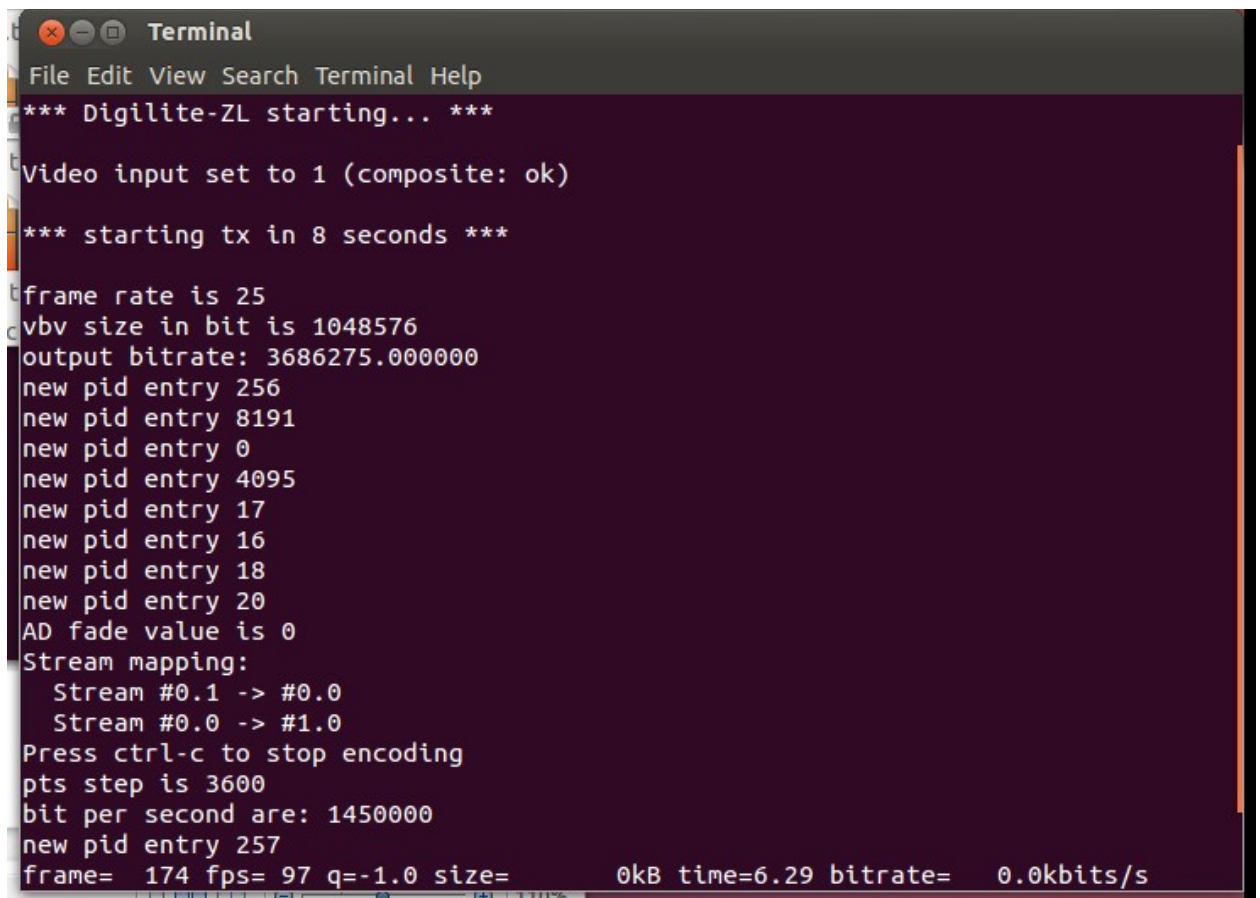 Terminal
File Edit View Search Terminal Help
*** Digilite-ZL starting... ***
Video input set to 1 (composite: ok)
*** starting tx in 8 seconds ***
frame rate is 25
vbv size in bit is 1048576
output bitrate: 3686275.000000
new pid entry 256
new pid entry 8191
new pid entry 0
new pid entry 4095
new pid entry 17
new pid entry 16
new pid entry 18
new pid entry 20
AD fade value is 0
Stream mapping:
  Stream #0.1 -> #0.0
  Stream #0.0 -> #1.0
Press ctrl-c to stop encoding
pts step is 3600
bit per second are: 1450000
new pid entry 257
frame=  174 fps= 97 q=-1.0 size=       0kB time=6.29 bitrate=   0.0kbits/s